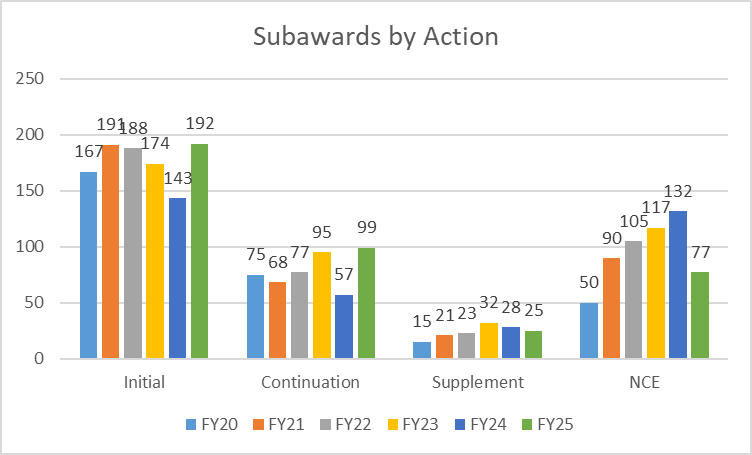 Subawards by Action
250
200
150
100
50
0
167 191 188 174 143 192
75 68 77 95 57 99
15 21 23 32 28 25
50 90 105 117 132 77
Initial Continuation Supplement NCE
FY20 FY21 FY22 FY23 FY24 FY25